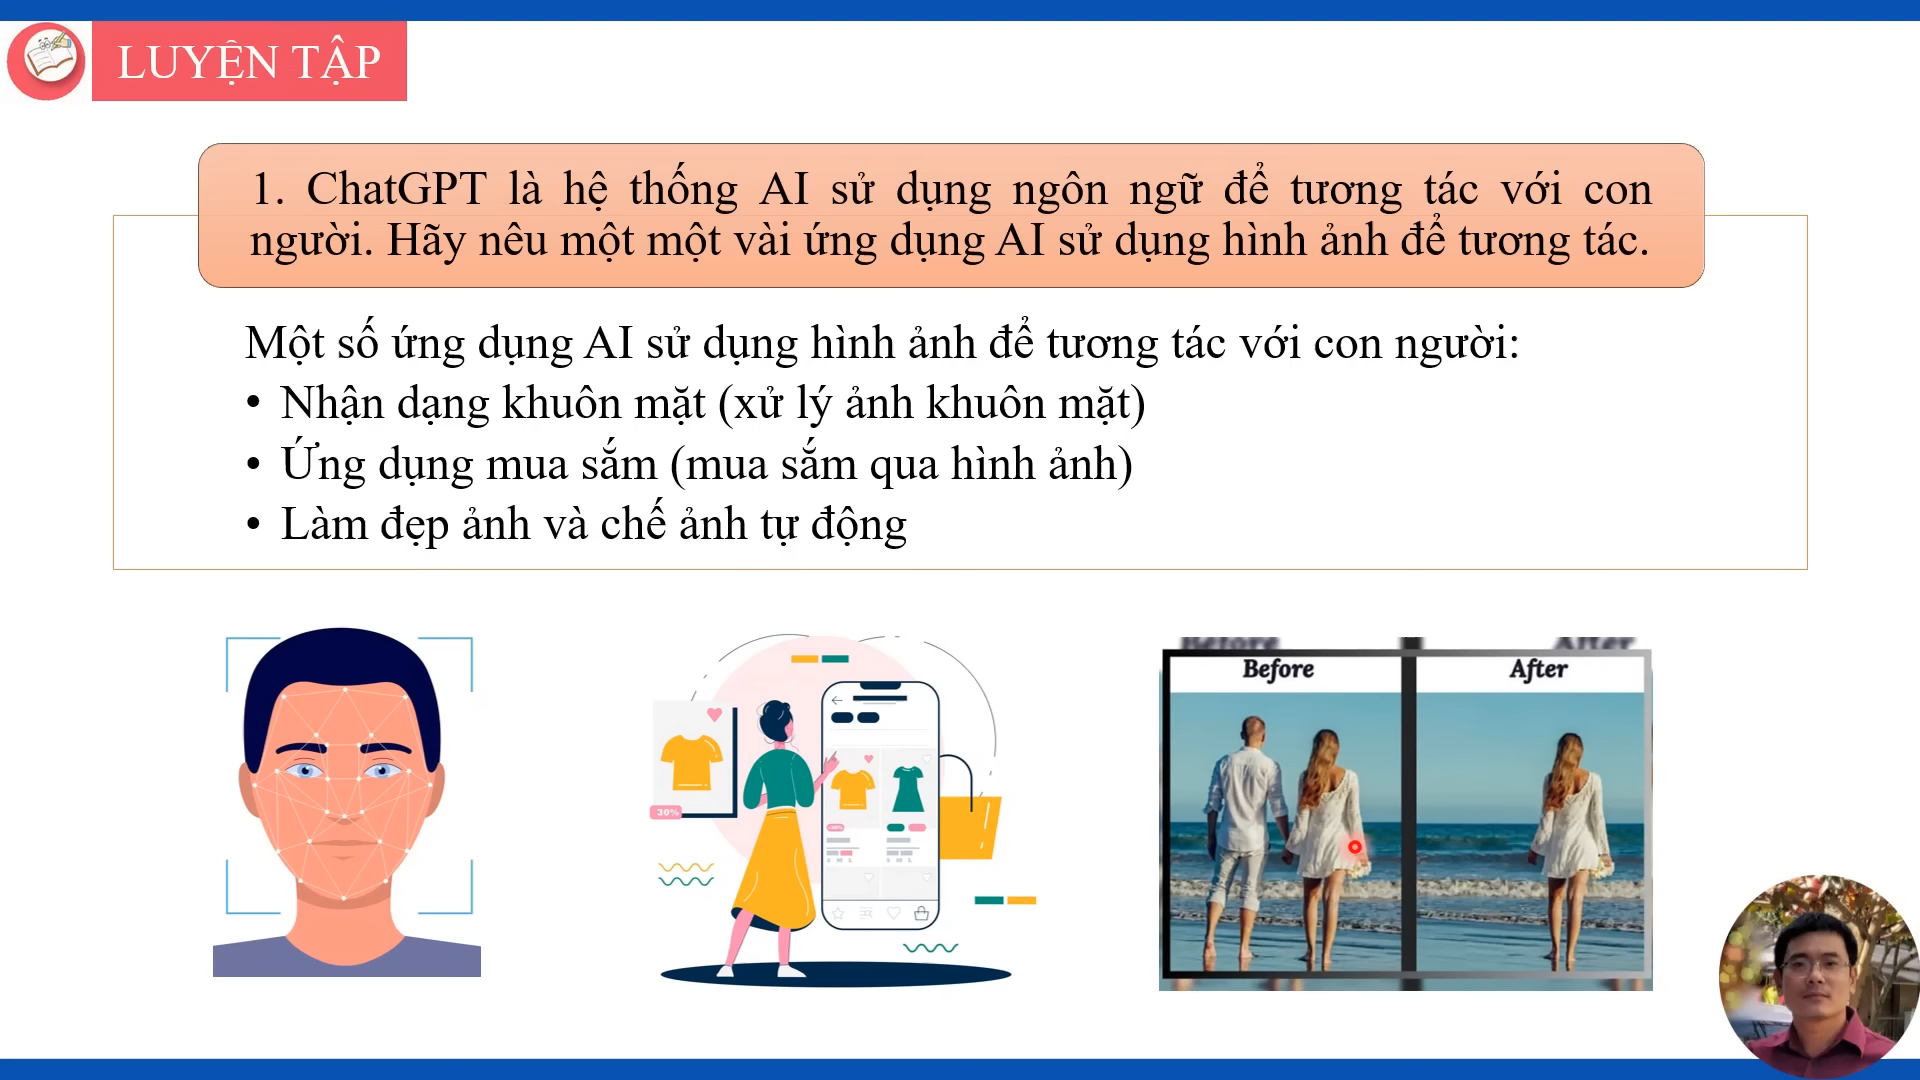 LUYỆN TẬP
1. ChatGPT là hệ thống AI sử dụng ngôn ngữ để tương tác với con
người. Hãy nêu một một vài ứng dụng AI sử dụng hình ảnh để tương tác.
Một số ứng dụng AI sử dụng hình ảnh để tương tác với con người:
• Nhận dạng khuôn mặt (xử lý ảnh khuôn mặt)
• Ứng dụng mua sắm (mua sắm qua hình ảnh)
• Làm đẹp ảnh và chế ảnh tự động
Before After
Before After
30%
S M L S M L